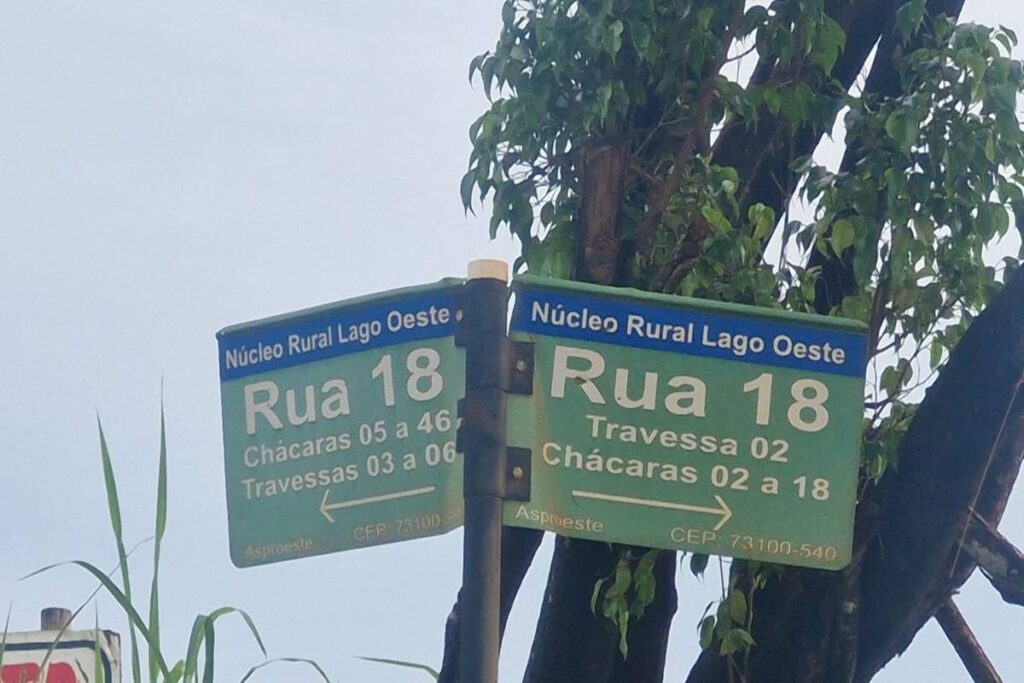 Núcleo Rural Lago Oeste
Rua 18
Chácaras 05 a 46
Travessas 03 a 06
Asproeste
Núcleo Rural Lago Oeste
Rua 18
Travessa 02
Chácaras 02 a 18
Asproeste
CEP: 73100-540